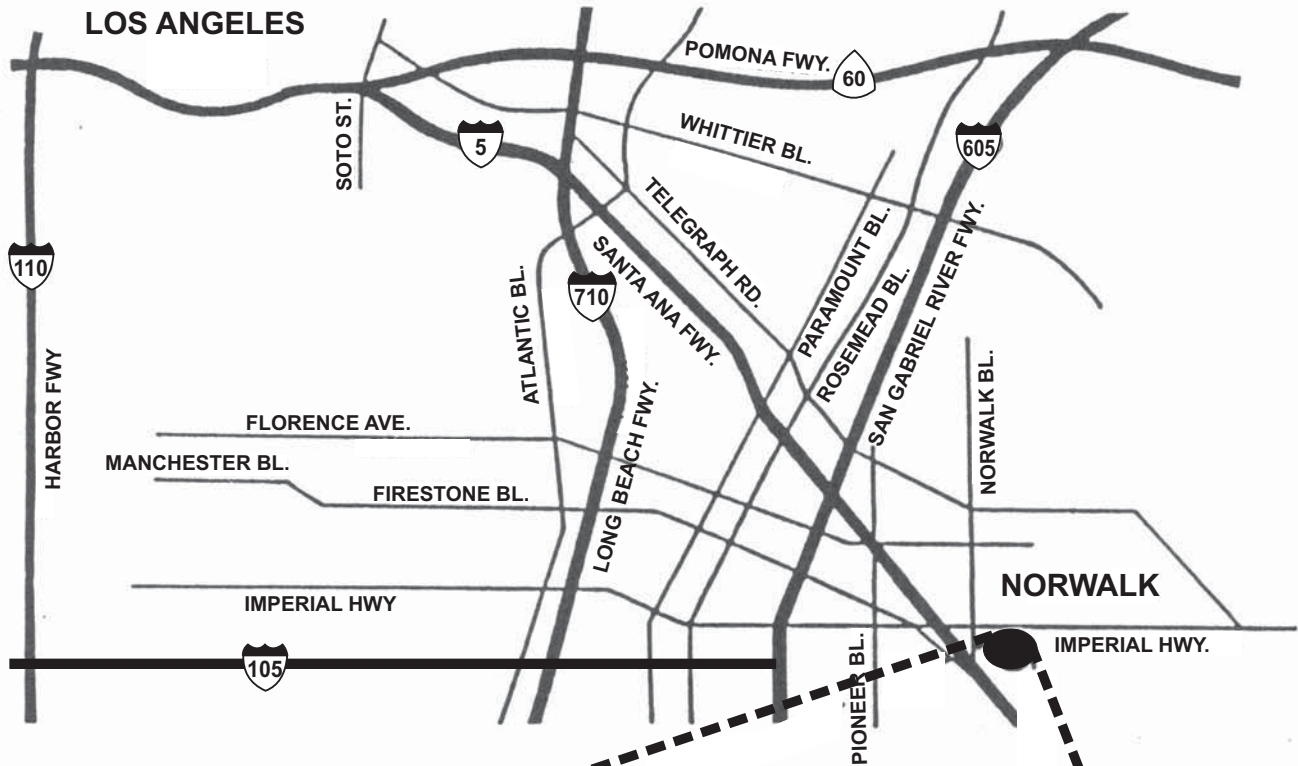 LOS ANGELES
POMONA FWY.
60
SOTO ST.
5
WHITTIER BL.
605
110
TELEGRAPH RD.
SANTA ANA FWY.
710
ATLANTIC BL.
PARAMOUNT BL.
ROSEMEAD BL.
SAN GABRIEL RIVER FWY.
HARBOR FWY
NORWALK BL.
FLORENCE AVE.
MANCHESTER BL.
FIRESTONE BL.
LONG BEACH FWY.
NORWALK
IMPERIAL HWY
IMPERIAL HWY.
105
PIONEER BL.